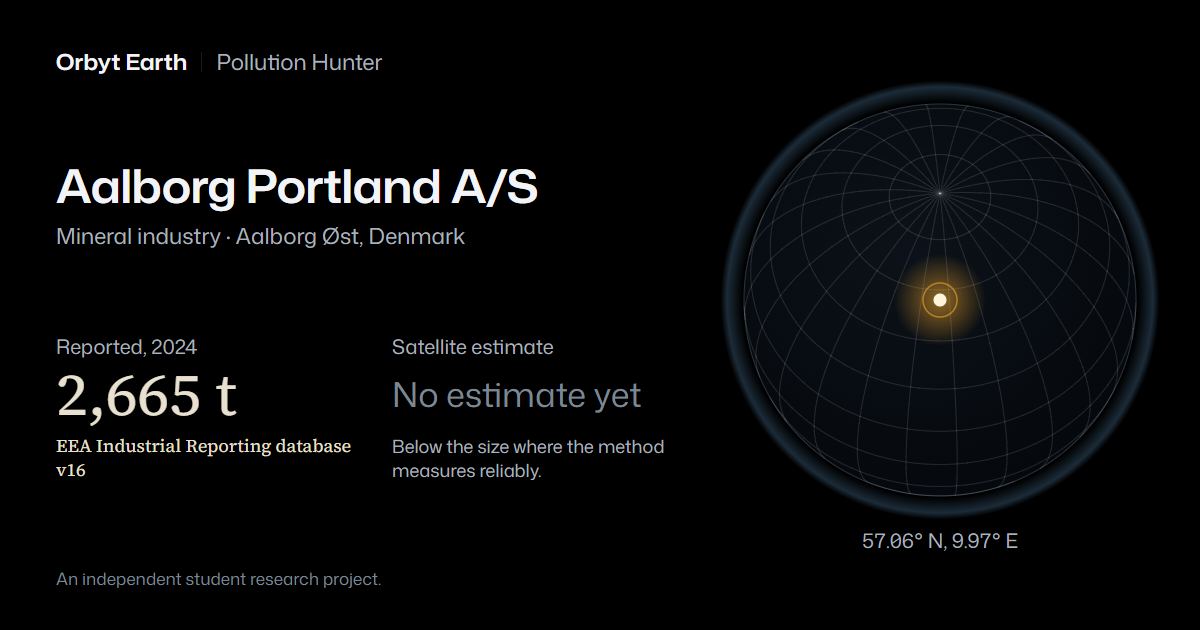 Orbyt Earth | Pollution Hunter
Aalborg Portland A/S
Mineral industry · Aalborg Øst, Denmark
Reported, 2024
2,665 t
EEA Industrial Reporting database
v16
Satellite estimate
No estimate yet
Below the size where the method
measures reliably.
57.06° N, 9.97° E
An independent student research project.